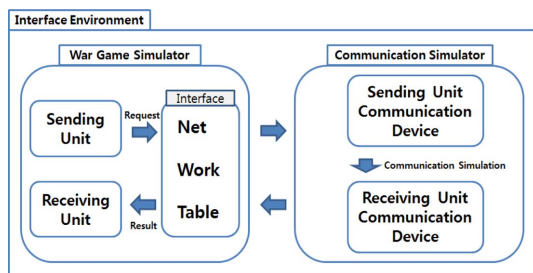 Interface Environment
War Game Simulator
Communication Simulator
Interface
Sending
Unit
Request
Net
Work
Table
Receiving
Unit
Result
Sending Unit
Communication
Device
Communication Simulation
Receiving Unit
Communication
Device